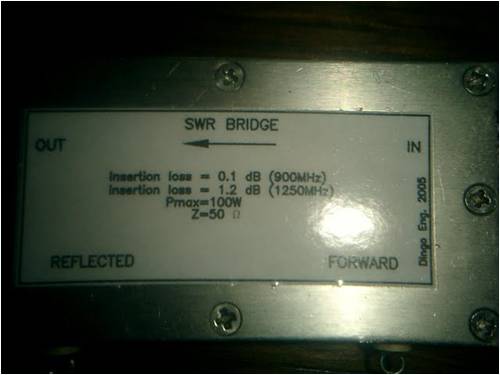 SWR BRIDGE
OUT
IN
Insertion loss = 0.1 dB (900MHz)
Insertion loss = 1.2 dB (1250MHz)
Pmax=100W
Z=50 Ω
REFLECTED
FORWARD
Dingo Eng. 2005